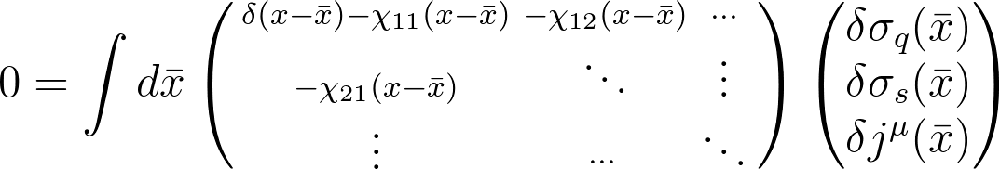 0 = ∫ dx̄ ( δ(x−x̄)−χ₁₁(x−x̄) −χ₁₂(x−x̄) ⋯ ; −χ₂₁(x−x̄) ⋱ ⋮ ; ⋮ ⋯ ⋱ ) ( δσ_q(x̄) ; δσ_s(x̄) ; δj^μ(x̄) )